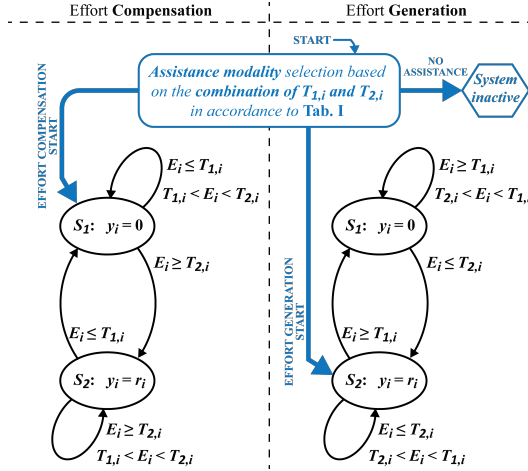 Effort Compensation
Effort Generation
START
Assistance modality selection based
on the combination of T1,i and T2,i
in accordance to Tab. I
NO
ASSISTANCE
System
inactive
EFFORT COMPENSATION
START
Ei ≤ T1,i
T1,i < Ei < T2,i
S1: yi = 0
Ei ≥ T2,i
Ei ≤ T1,i
S2: yi = ri
Ei ≥ T2,i
T1,i < Ei < T2,i
EFFORT GENERATION
START
Ei ≥ T1,i
T2,i < Ei < T1,i
S1: yi = 0
Ei ≤ T2,i
Ei ≥ T1,i
S2: yi = ri
Ei ≤ T2,i
T2,i < Ei < T1,i